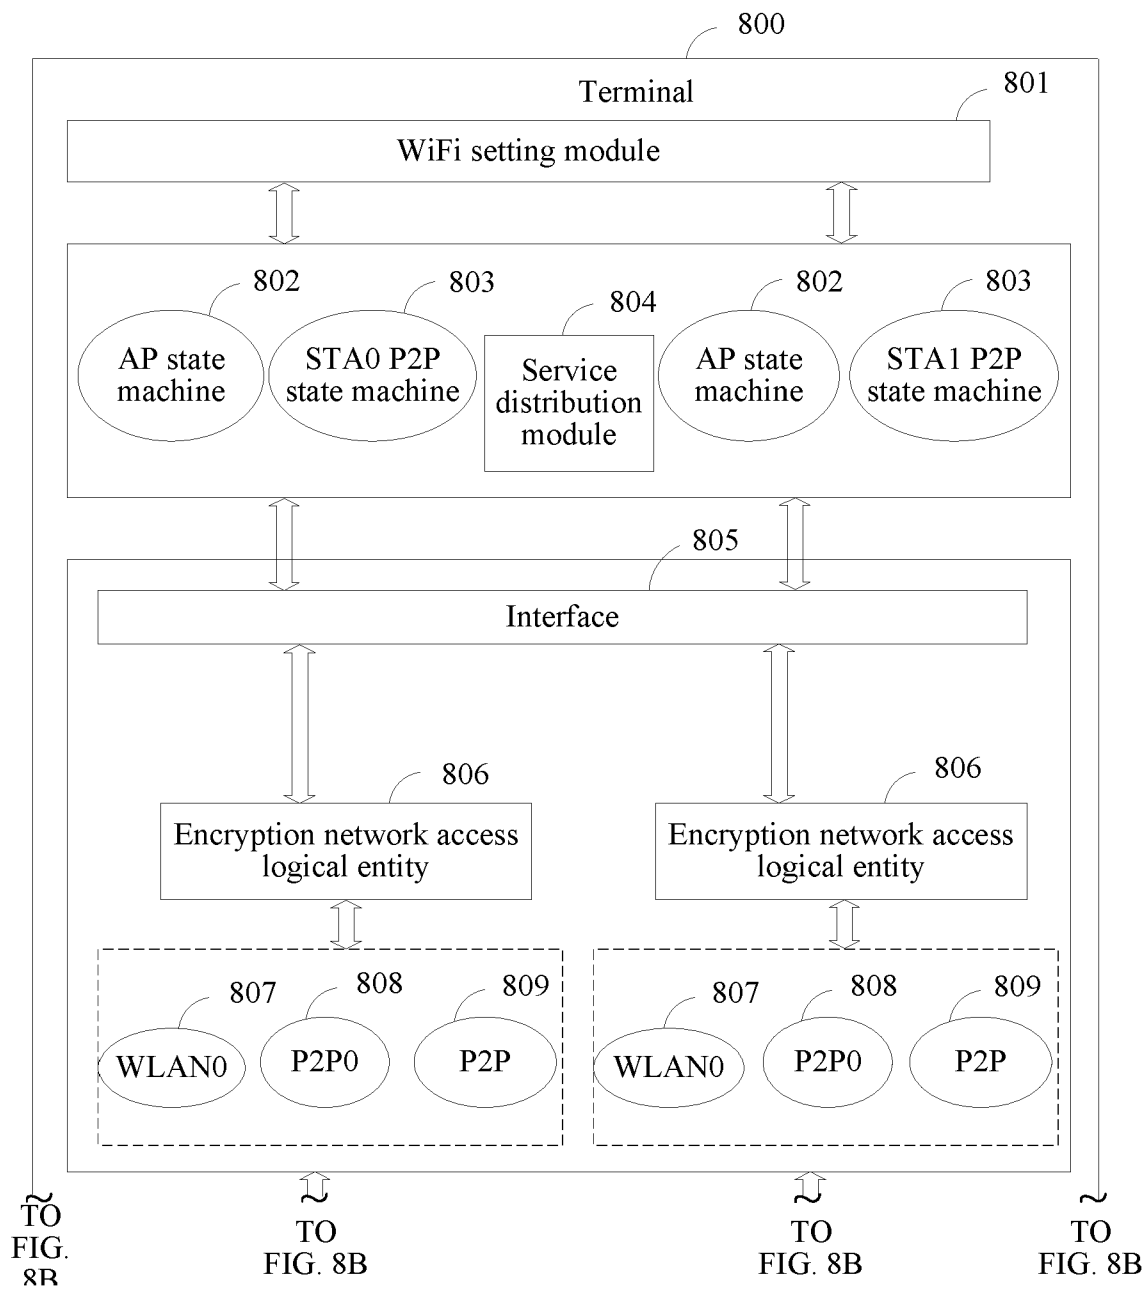 800
Terminal
801
WiFi setting module
802
803
804
802
803
AP state
machine
STA0 P2P
state machine
Service
distribution
module
AP state
machine
STA1 P2P
state machine
805
Interface
806
806
Encryption network access
logical entity
Encryption network access
logical entity
807
808
809
807
808
809
WLAN0
P2P0
P2P
WLAN0
P2P0
P2P
TO
FIG.
8B
TO
FIG. 8B
TO
FIG. 8B
TO
FIG. 8B